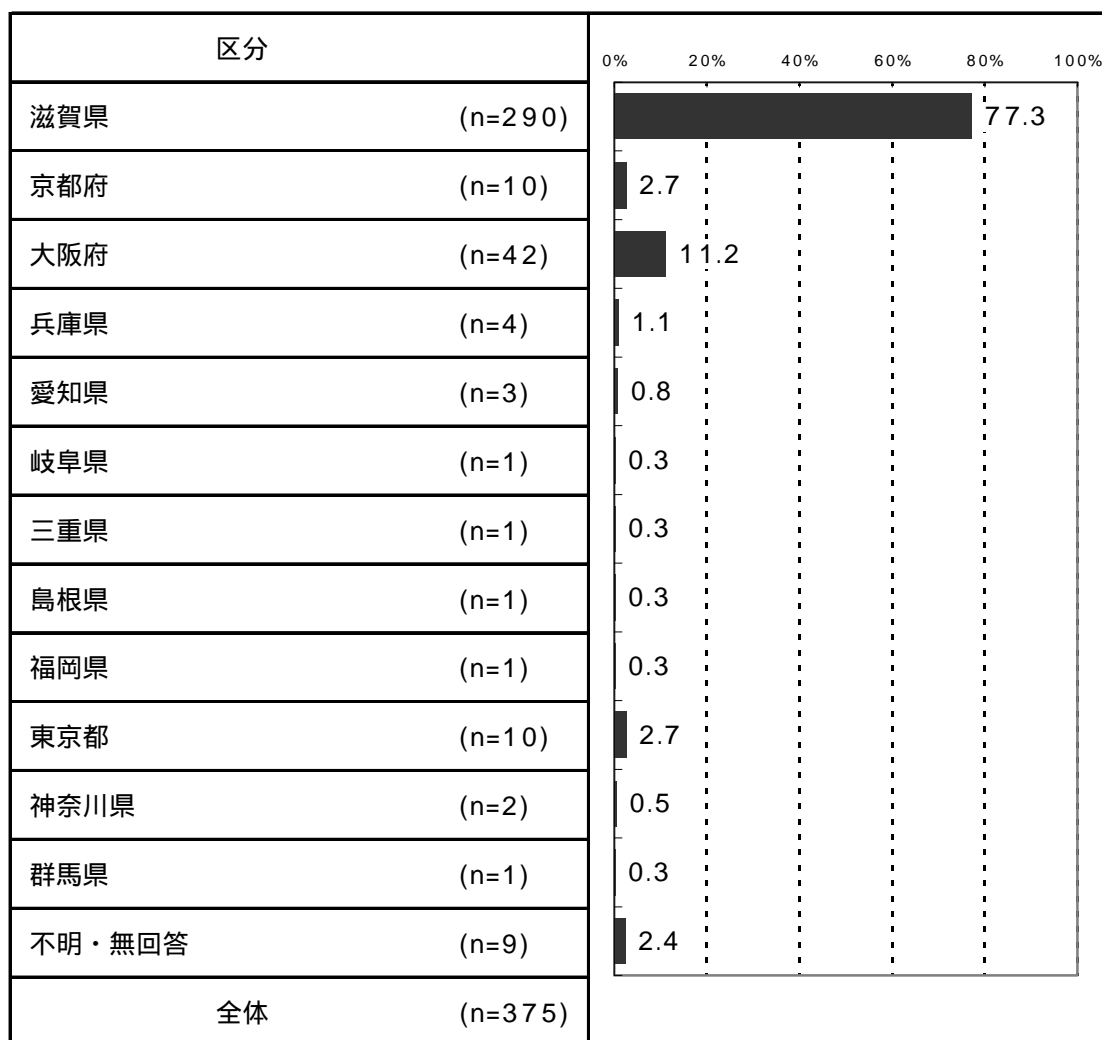 区分
0% 20% 40% 60% 80% 100%
滋賀県 (n=290) 77.3
京都府 (n=10) 2.7
大阪府 (n=42) 11.2
兵庫県 (n=4) 1.1
愛知県 (n=3) 0.8
岐阜県 (n=1) 0.3
三重県 (n=1) 0.3
島根県 (n=1) 0.3
福岡県 (n=1) 0.3
東京都 (n=10) 2.7
神奈川県 (n=2) 0.5
群馬県 (n=1) 0.3
不明・無回答 (n=9) 2.4
全体 (n=375)